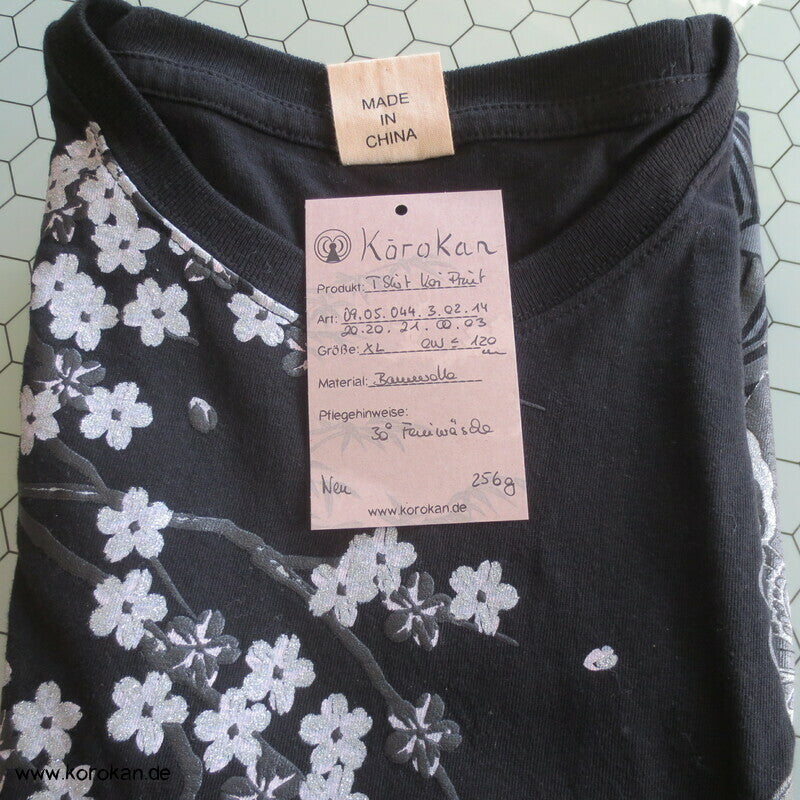 MADE
IN
CHINA
Kōrokan
Produkt: T Shirt Koi Print
Art: 09.05.044.3.02.14
20.20.21.00.03
Größe: XL OW ≤ 120
cm
Material: Baumwolle
Pflegehinweise:
30° Feinwäsche
Neu 256g
www.korokan.de
www.korokan.de